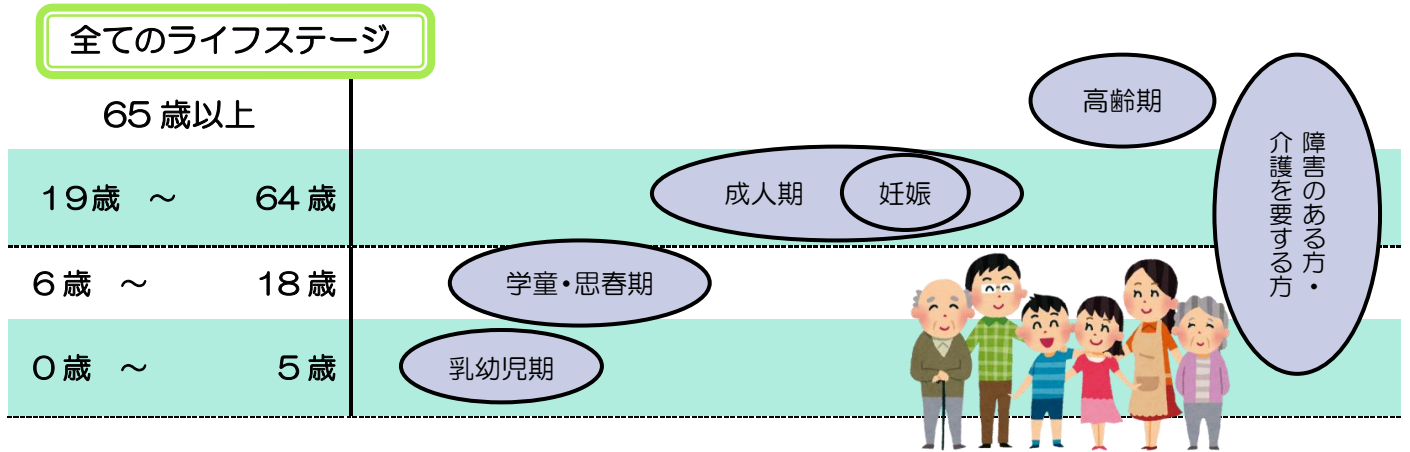 全てのライフステージ
65歳以上
高齢期
19歳 ～ 64歳
成人期
妊娠
6歳 ～ 18歳
学童・思春期
0歳 ～ 5歳
乳幼児期
障害のある方・
介護を要する方